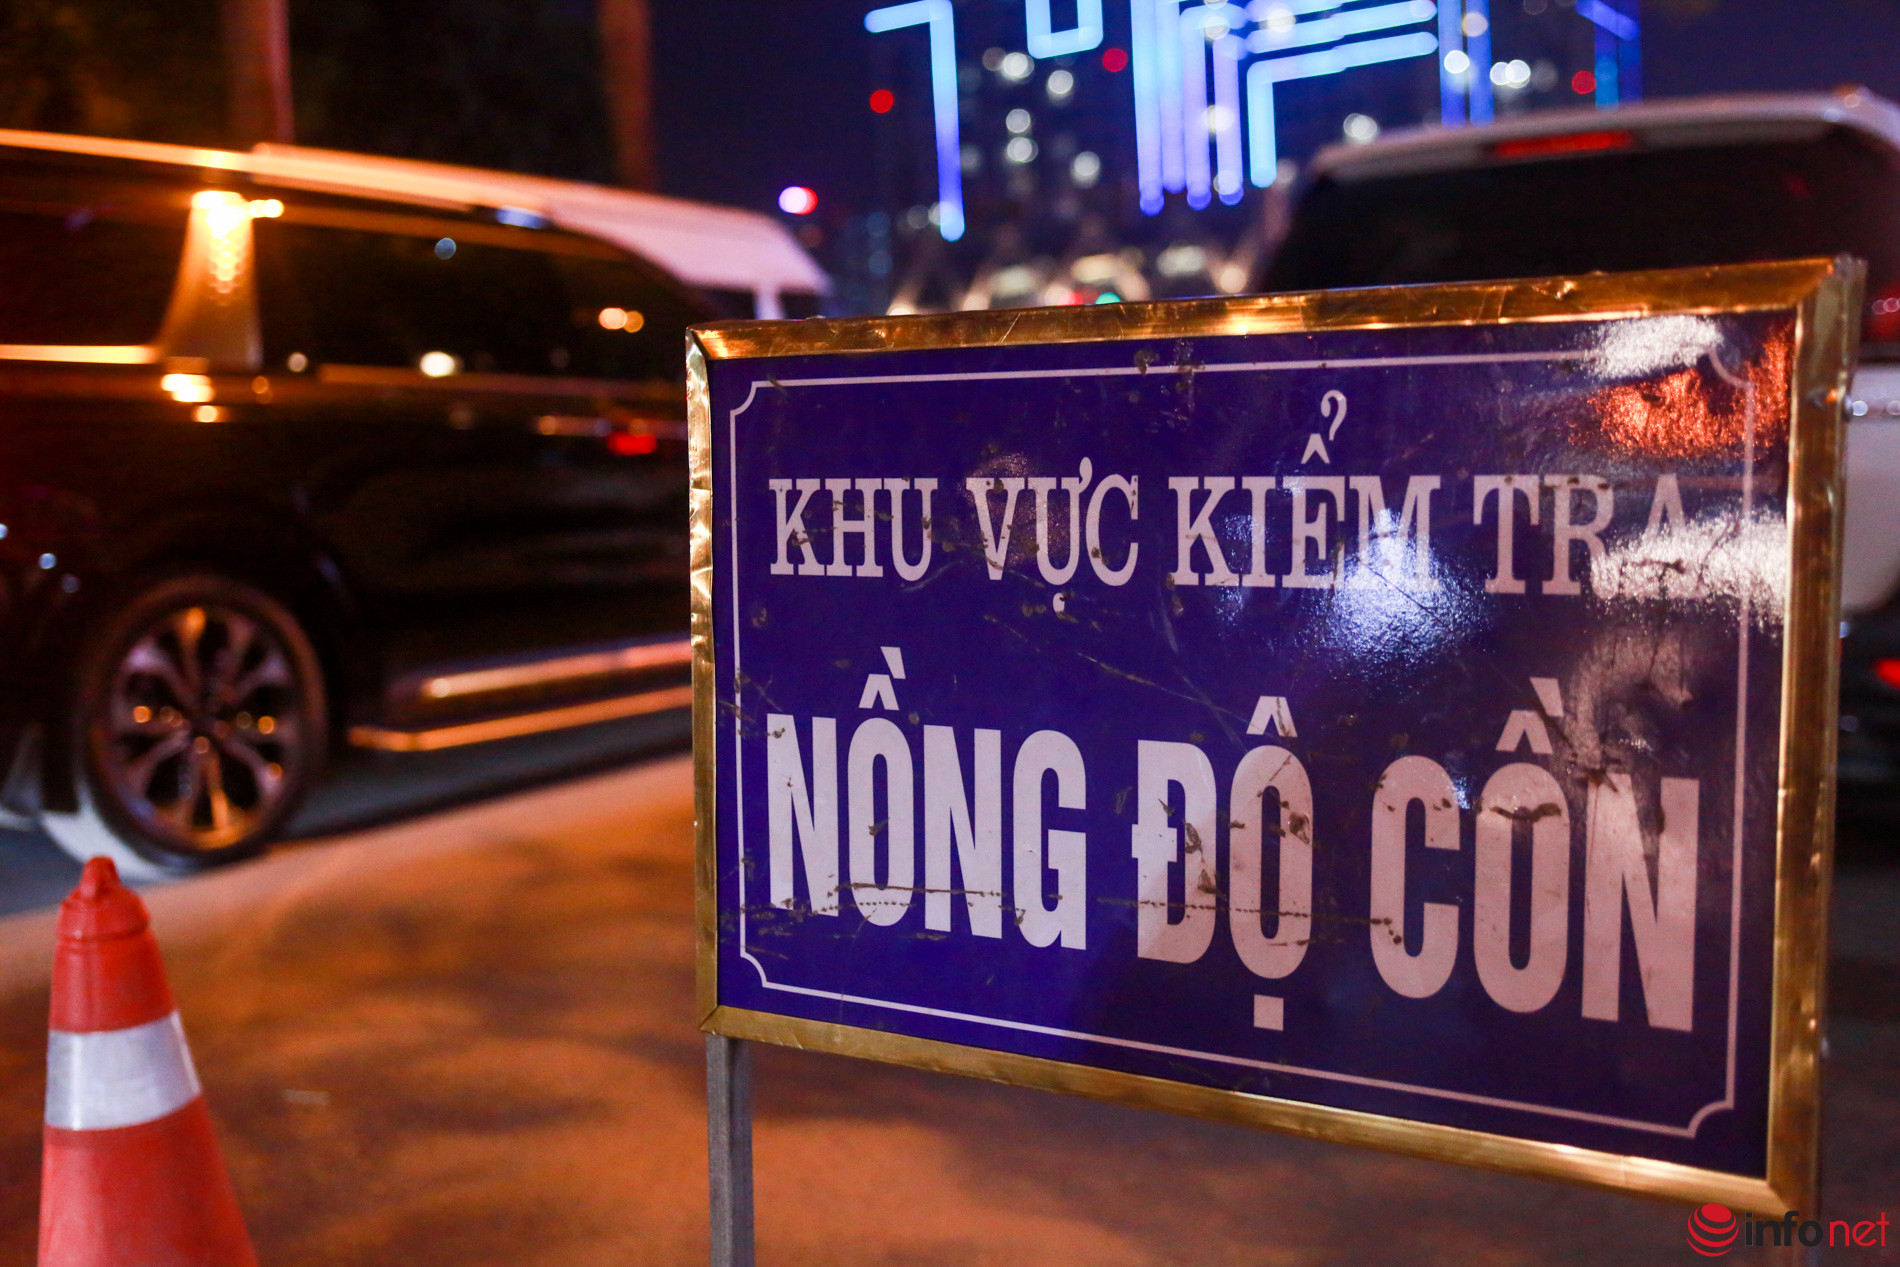 KHU VỰC KIỂM TRA
NỒNG ĐỘ CỒN
infonet